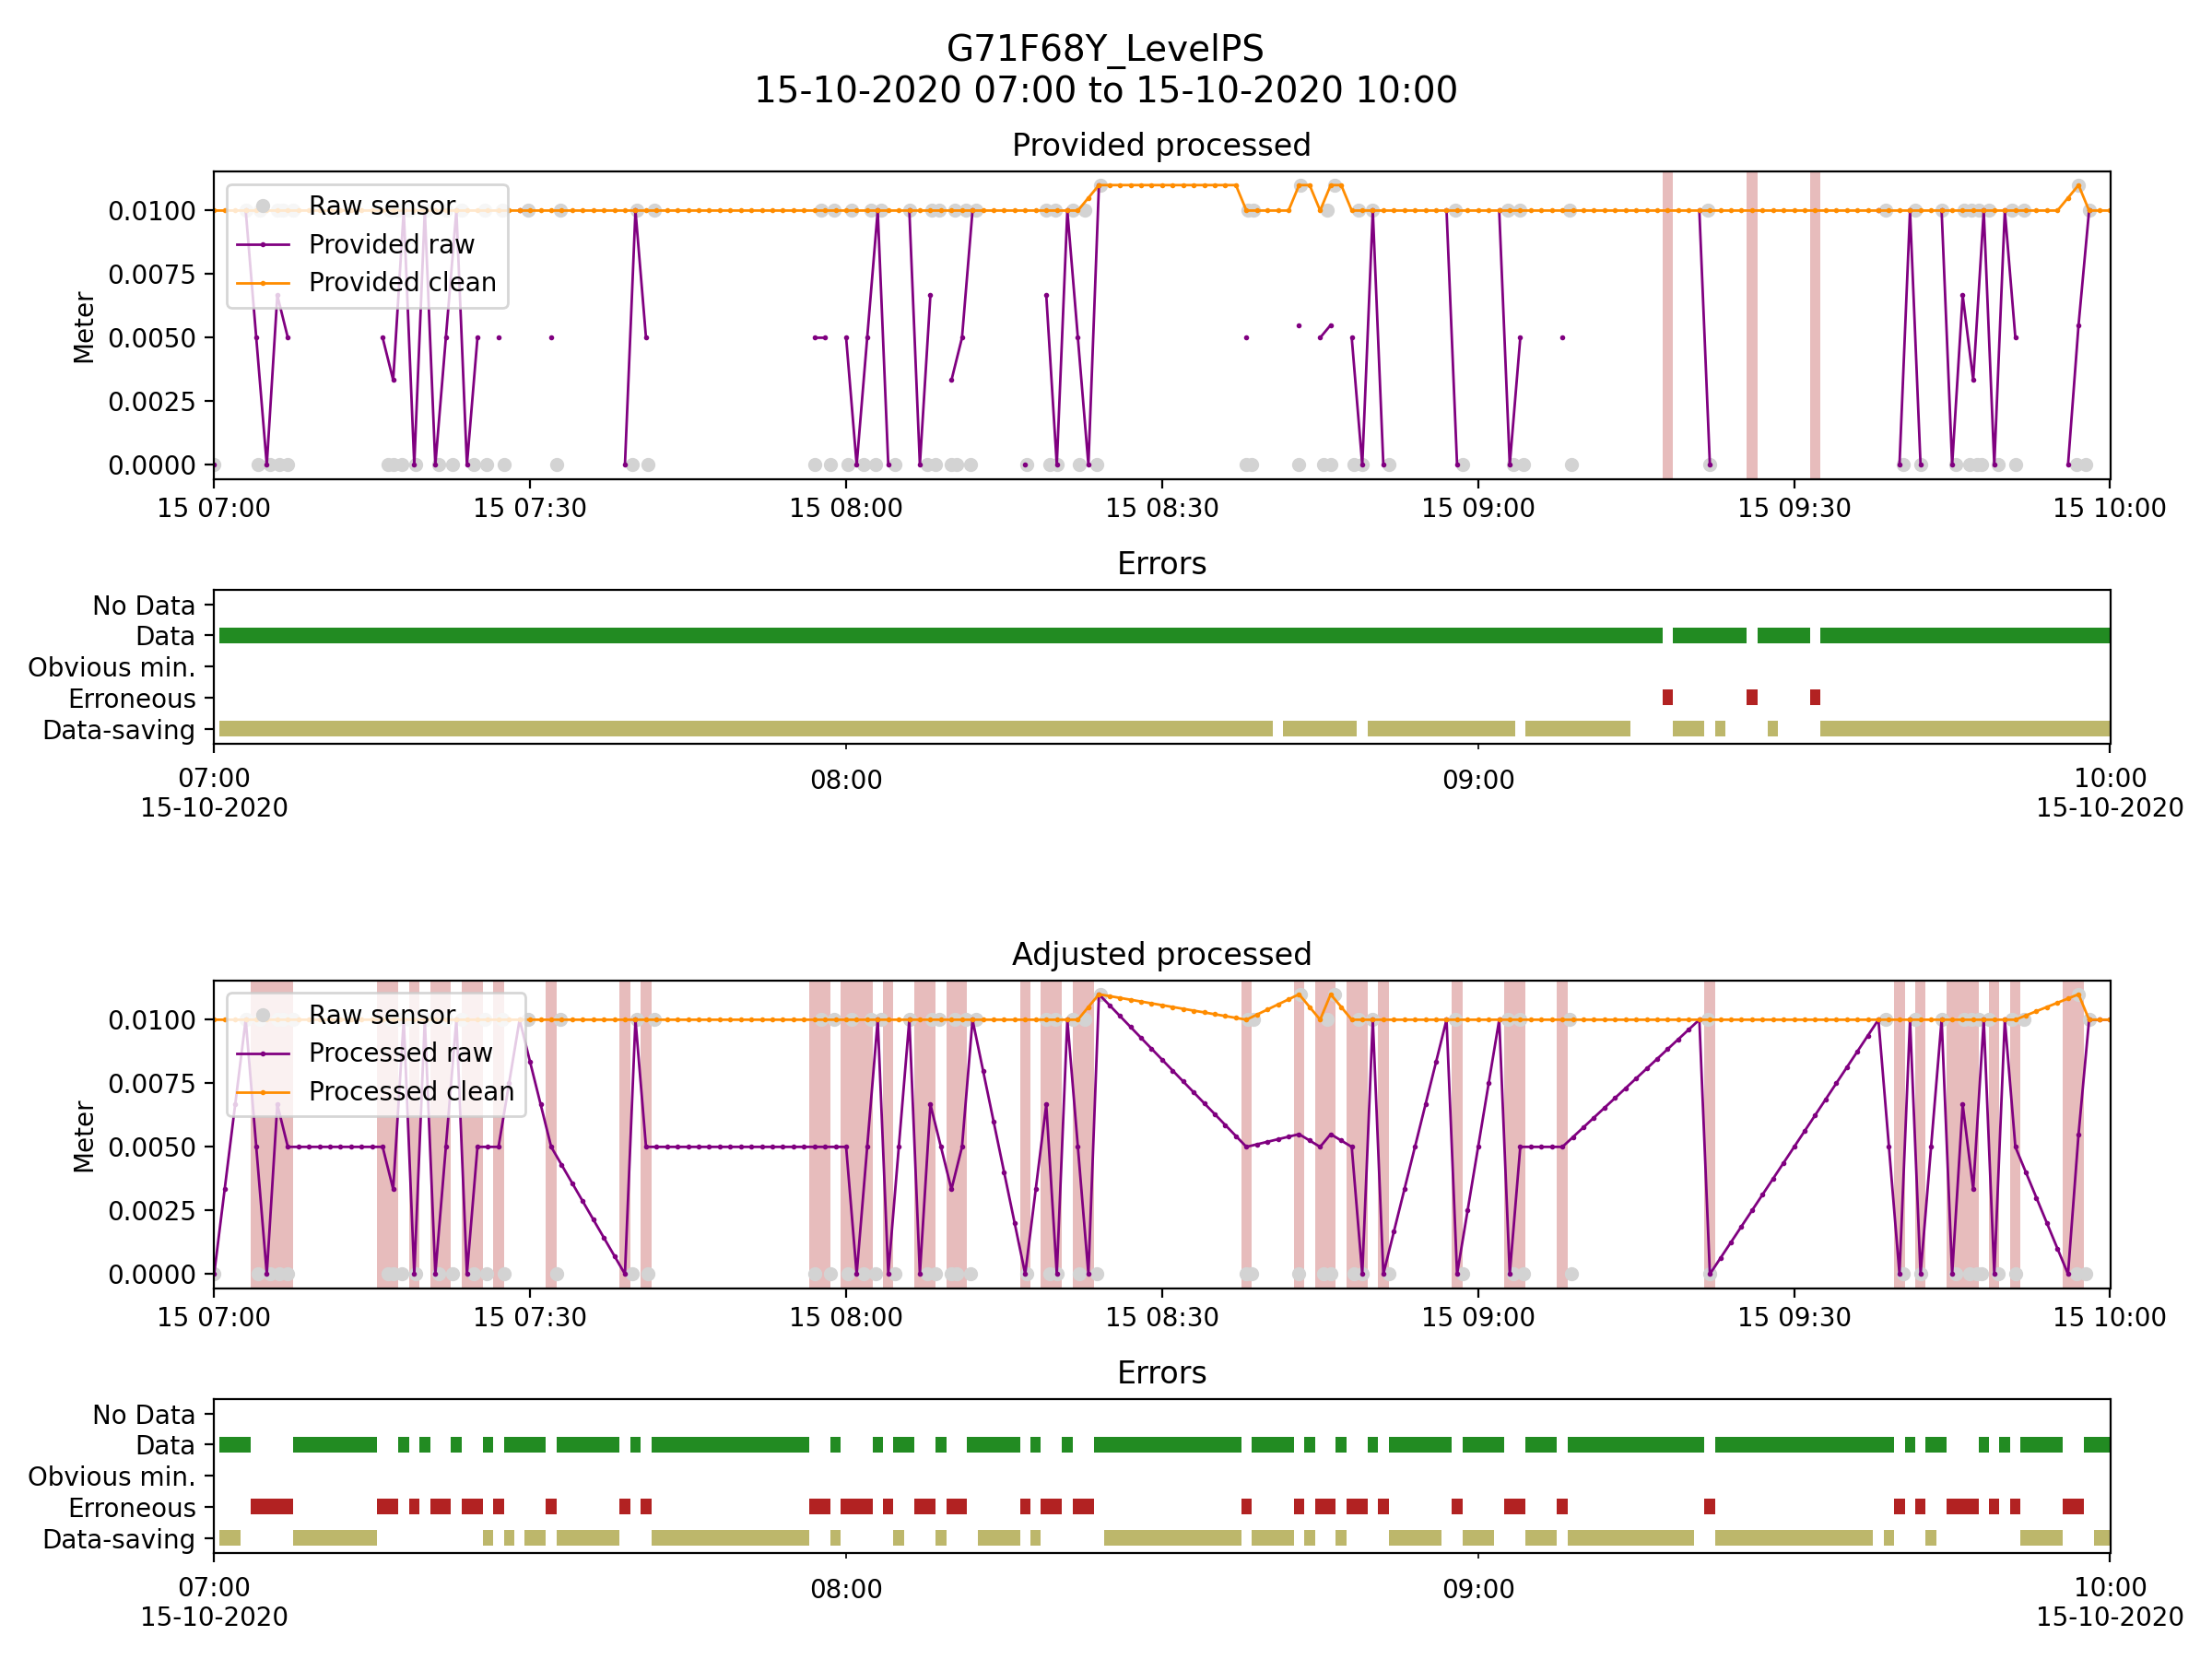 G71F68Y_LevelPS
15-10-2020 07:00 to 15-10-2020 10:00
Provided processed
Meter
0.0100
0.0075
0.0050
0.0025
0.0000
Raw sensor
Provided raw
Provided clean
15 07:00 15 07:30 15 08:00 15 08:30 15 09:00 15 09:30 15 10:00
Errors
No Data
Data
Obvious min.
Erroneous
Data-saving
07:00 08:00 09:00 10:00
15-10-2020 15-10-2020
Adjusted processed
Meter
0.0100
0.0075
0.0050
0.0025
0.0000
Raw sensor
Processed raw
Processed clean
15 07:00 15 07:30 15 08:00 15 08:30 15 09:00 15 09:30 15 10:00
Errors
No Data
Data
Obvious min.
Erroneous
Data-saving
07:00 08:00 09:00 10:00
15-10-2020 15-10-2020